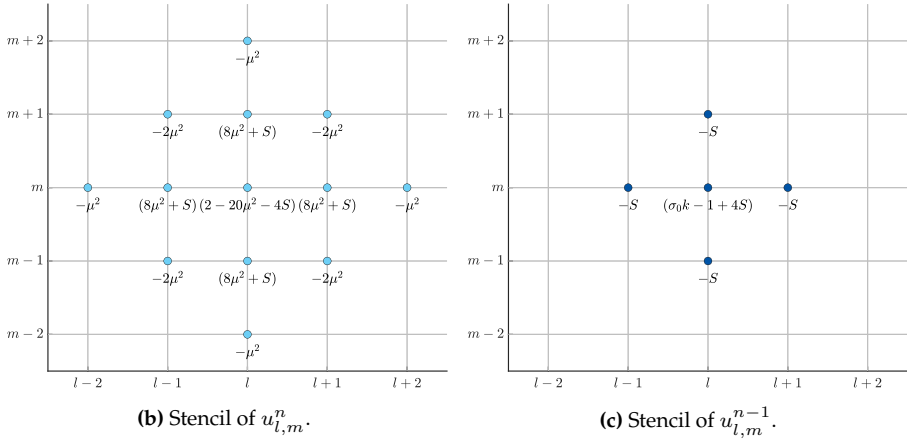 m + 2
−μ²
m + 1
−2μ² (8μ² + S) −2μ²
m
−μ² (8μ² + S) (2 − 20μ² − 4S) (8μ² + S) −μ²
m − 1
−2μ² (8μ² + S) −2μ²
m − 2
−μ²
l − 2 l − 1 l l + 1 l + 2
(b) Stencil of uⁿ_{l,m}.
m + 2
m + 1
−S
m
−S (σ₀k − 1 + 4S) −S
m − 1
−S
m − 2
l − 2 l − 1 l l + 1 l + 2
(c) Stencil of uⁿ⁻¹_{l,m}.